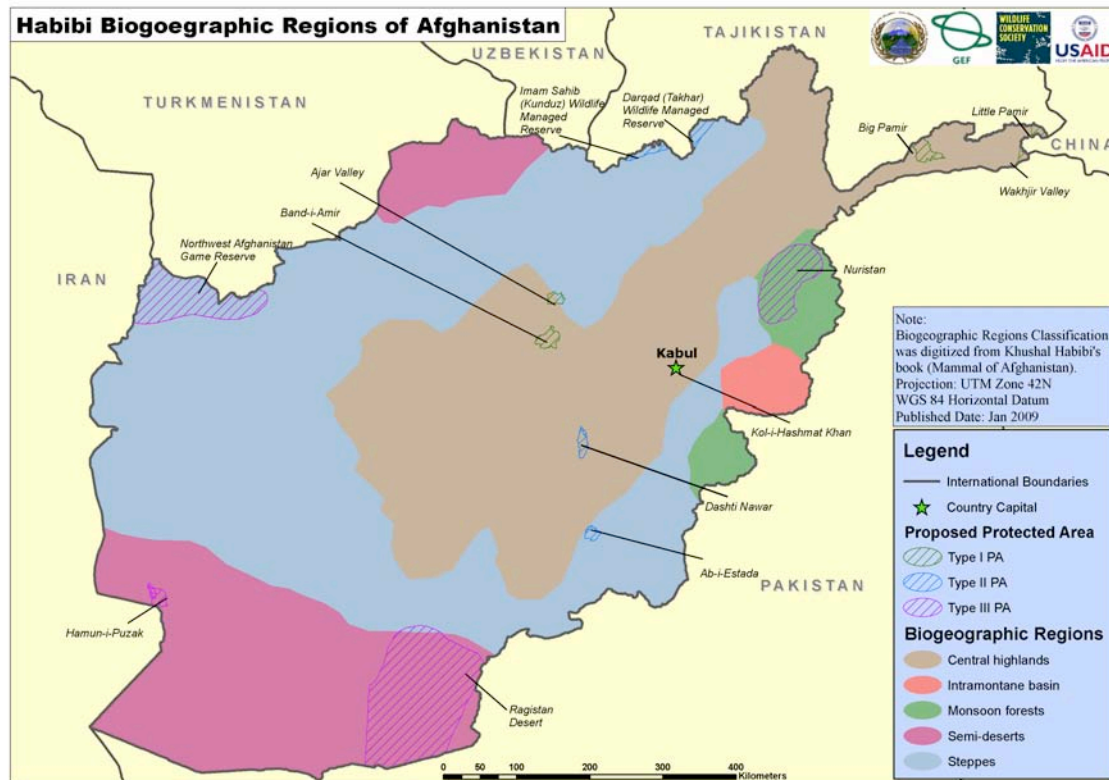 Habibi Biogoegraphic Regions of Afghanistan
UZBEKISTAN
TAJIKISTAN
GEF
WILDLIFE
CONSERVATION
SOCIETY
USAID
FROM THE AMERICAN PEOPLE
TURKMENISTAN
Imam Sahib
(Kunduz) Wildlife
Managed
Reserve
Darqad (Takhar)
Wildlife Managed
Reserve
Little Pamir
Big Pamir
CHINA
Wakhjir Valley
Ajar Valley
Band-i-Amir
Northwest Afghanistan
Game Reserve
IRAN
Nuristan
Kabul
Kol-i-Hashmat Khan
Dashti Nawar
Ab-i-Estada
PAKISTAN
Hamun-i-Puzak
Ragistan
Desert
Note:
Biogeographic Regions Classification
was digitized from Khushal Habibi's
book (Mammal of Afghanistan).
Projection: UTM Zone 42N
WGS 84 Horizontal Datum
Published Date: Jan 2009
Legend
International Boundaries
Country Capital
Proposed Protected Area
Type I PA
Type II PA
Type III PA
Biogeographic Regions
Central highlands
Intramontane basin
Monsoon forests
Semi-deserts
Steppes
0 50 100 200 300 400
Kilometers